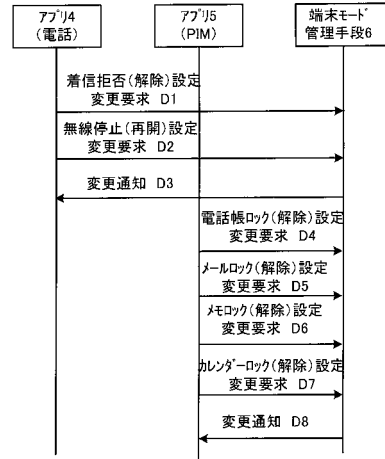 アプリ4
(電話)
アプリ5
(PIM)
端末モード
管理手段6
着信拒否(解除)設定
変更要求 D1
無線停止(再開)設定
変更要求 D2
変更通知 D3
電話帳ロック(解除)設定
変更要求 D4
メールロック(解除)設定
変更要求 D5
メモロック(解除)設定
変更要求 D6
カレンダーロック(解除)設定
変更要求 D7
変更通知 D8